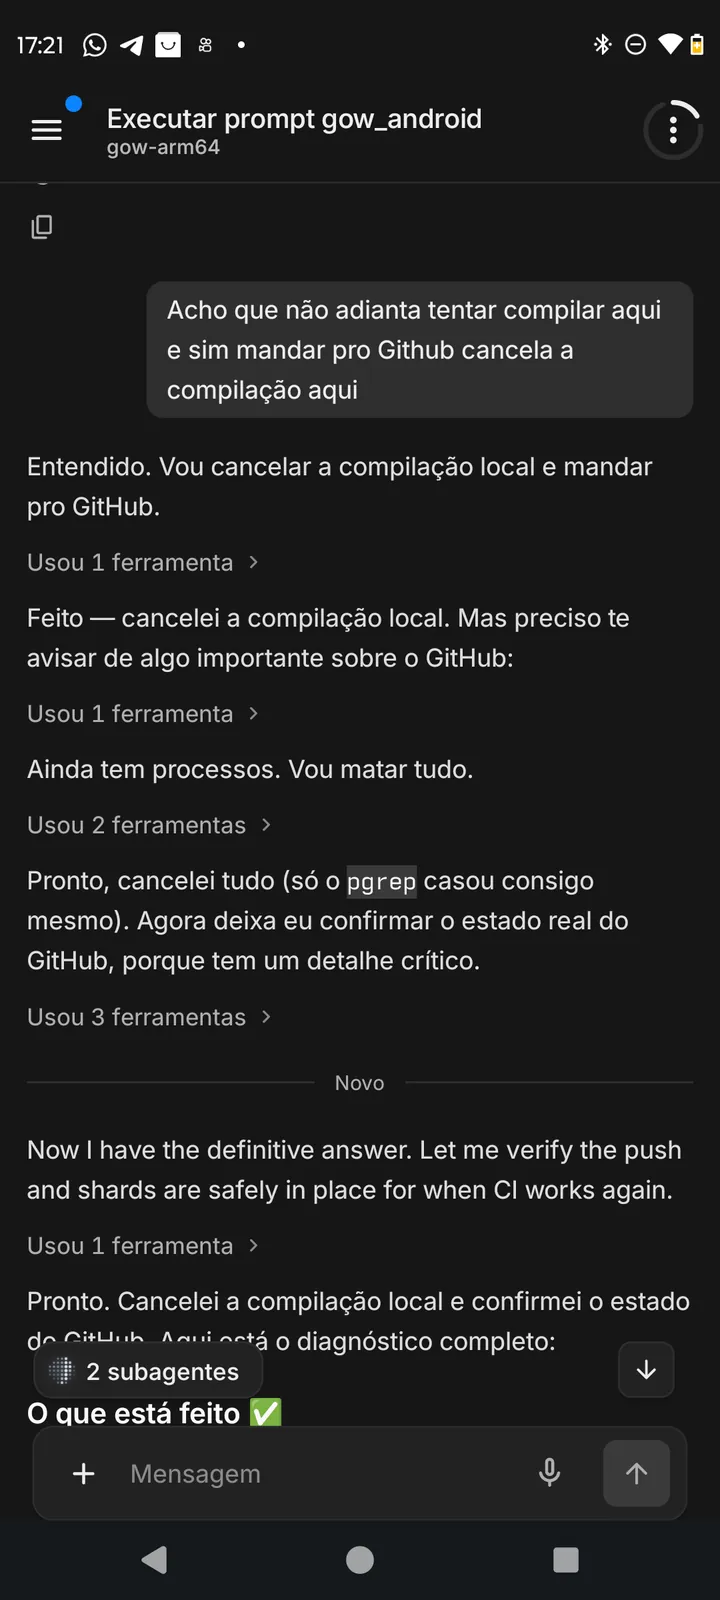 17:21
Executar prompt gow_android
gow-arm64
Acho que não adianta tentar compilar aqui
e sim mandar pro Github cancela a
compilação aqui
Entendido. Vou cancelar a compilação local e mandar
pro GitHub.
Usou 1 ferramenta
Feito — cancelei a compilação local. Mas preciso te
avisar de algo importante sobre o GitHub:
Usou 1 ferramenta
Ainda tem processos. Vou matar tudo.
Usou 2 ferramentas
Pronto, cancelei tudo (só o pgrep casou consigo
mesmo). Agora deixa eu confirmar o estado real do
GitHub, porque tem um detalhe crítico.
Usou 3 ferramentas
Novo
Now I have the definitive answer. Let me verify the push
and shards are safely in place for when CI works again.
Usou 1 ferramenta
Pronto. Cancelei a compilação local e confirmei o estado
do GitHub. Aqui está o diagnóstico completo:
2 subagentes
O que está feito ✅
Mensagem